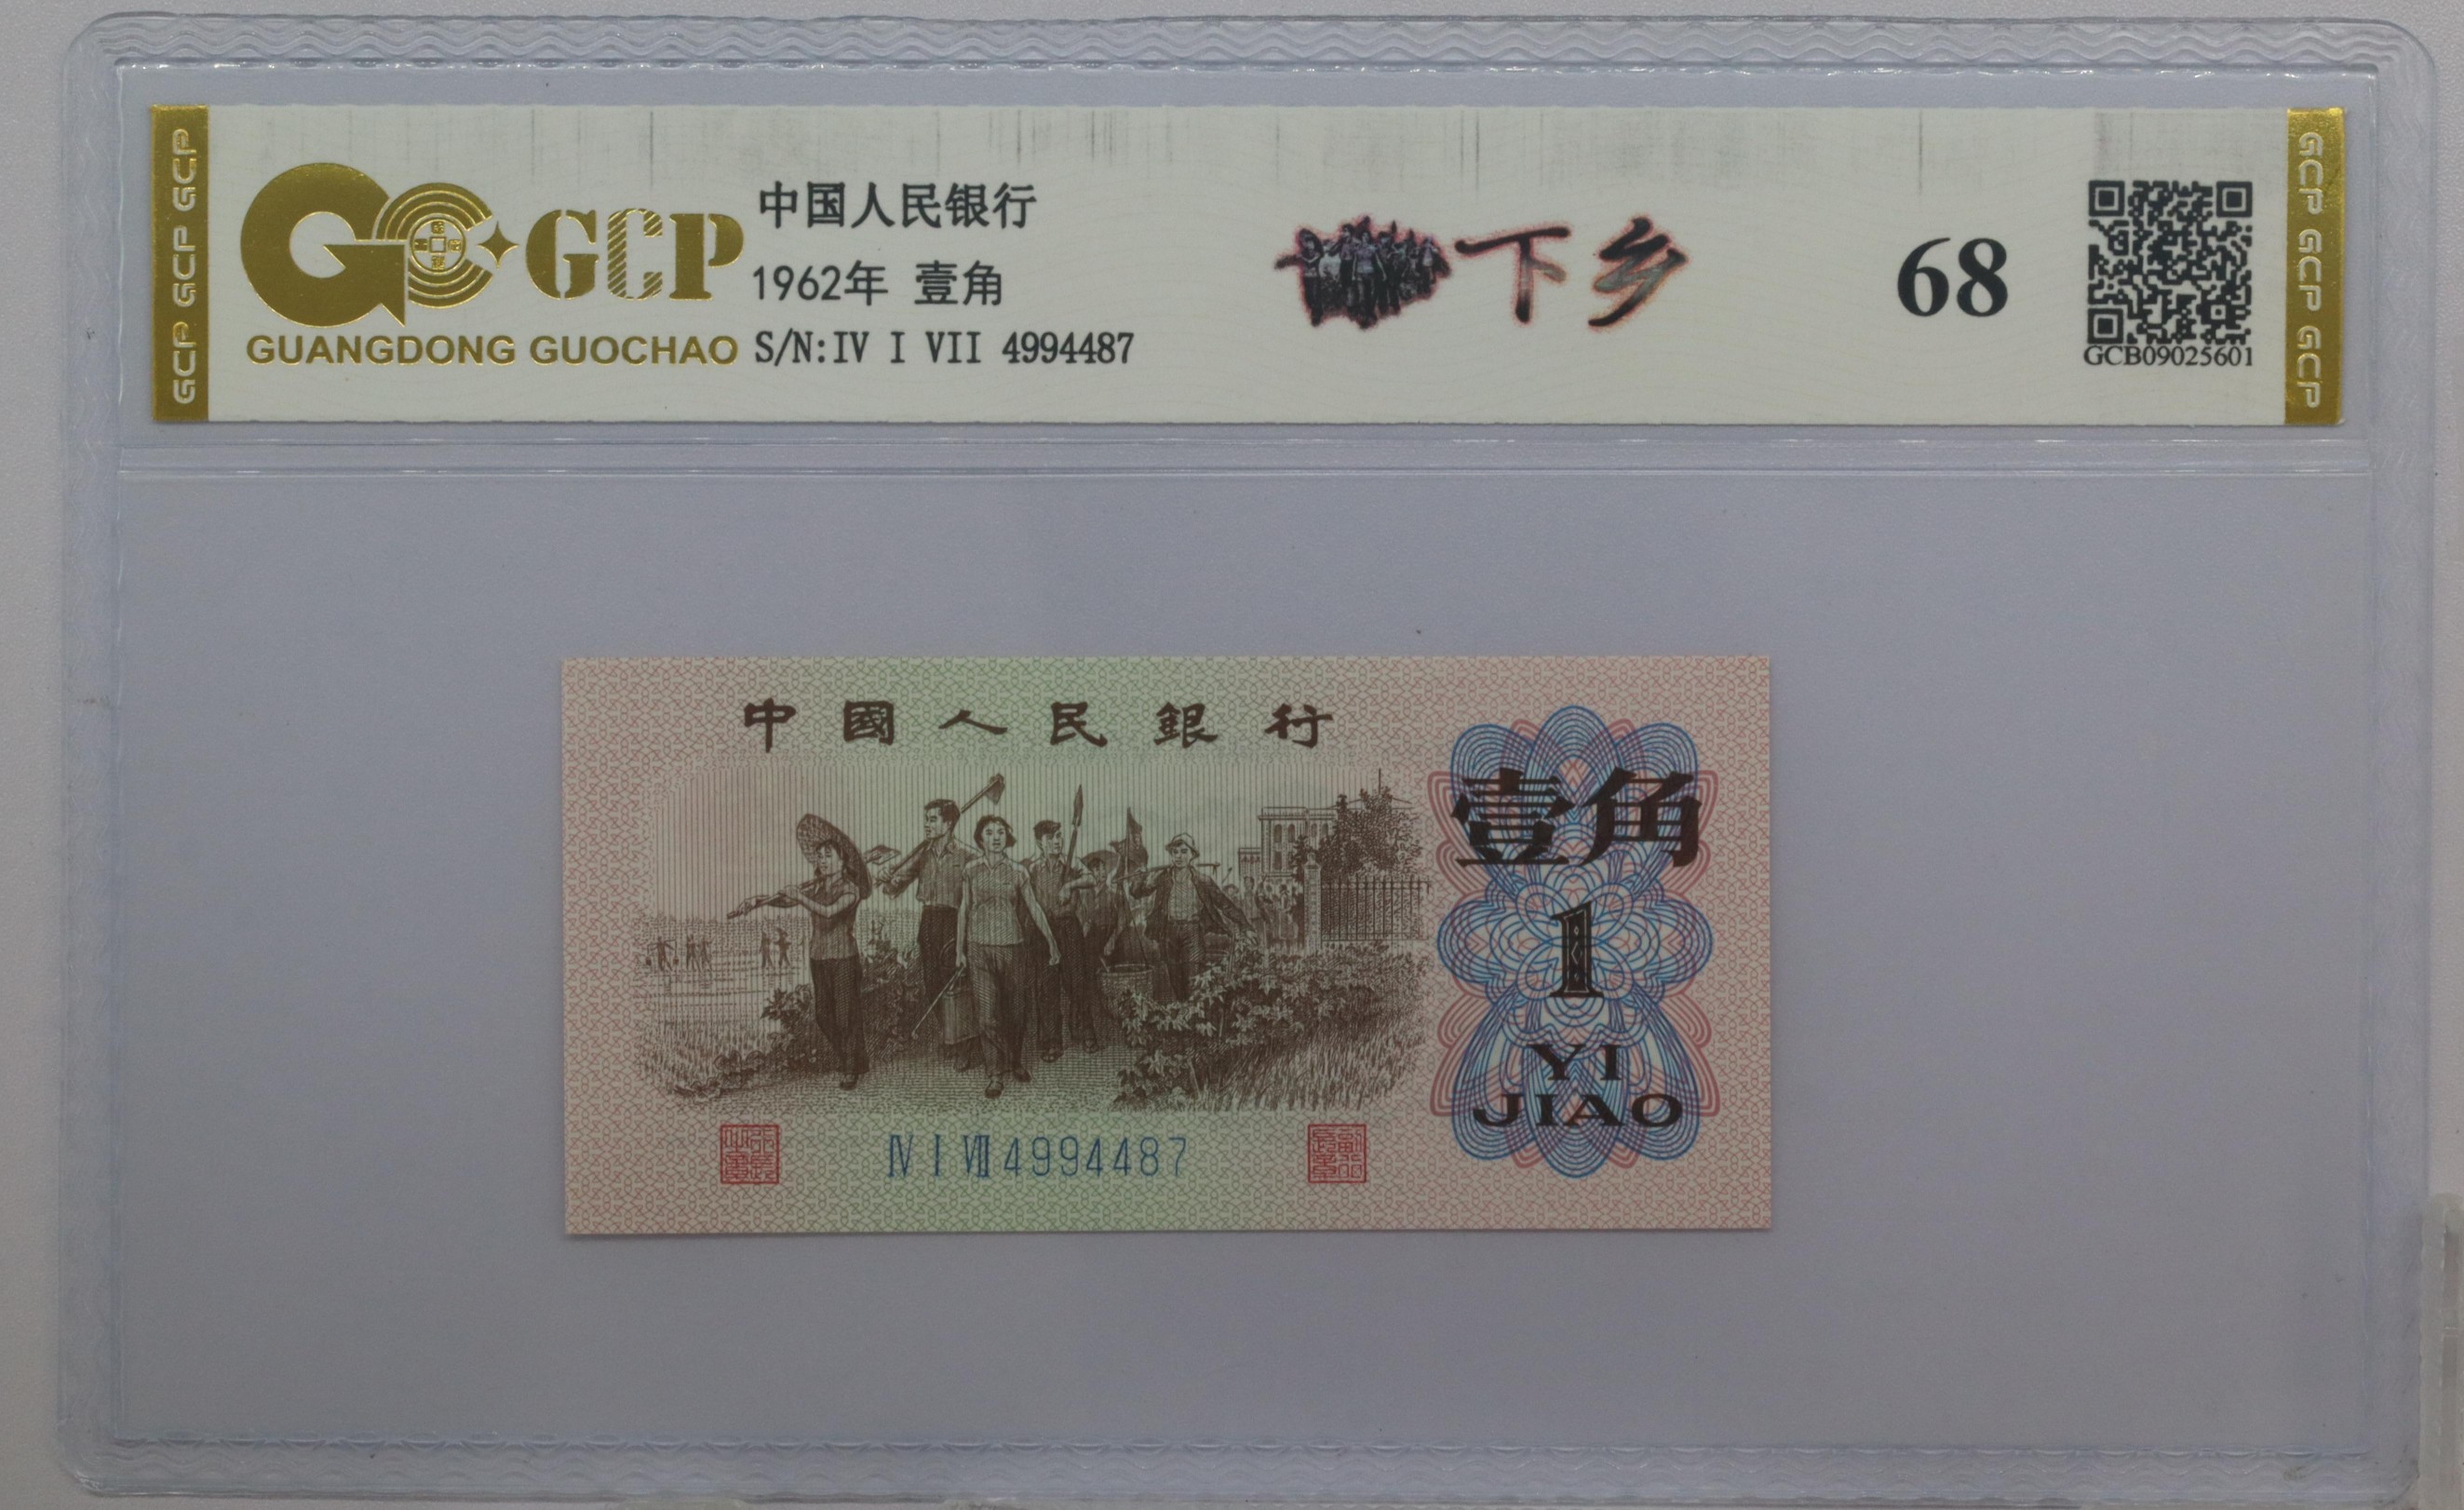 GCP GCP GCP
GCP
GUANGDONG GUOCHAO
中国人民银行
1962年 壹角
S/N:IV I VII 4994487
下乡
68
GCB09025601
GCP GCP GCP
中國人民銀行
壹角
1
YI
JIAO
Ⅳ Ⅰ Ⅶ 4994487